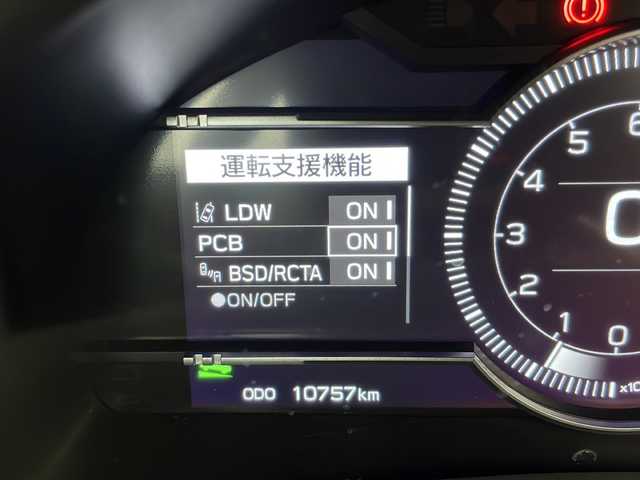 運転支援機能
LDW ON
PCB ON
BSD/RCTA ON
●ON/OFF
ODO 10757km
6
5
4
3
2
1
0